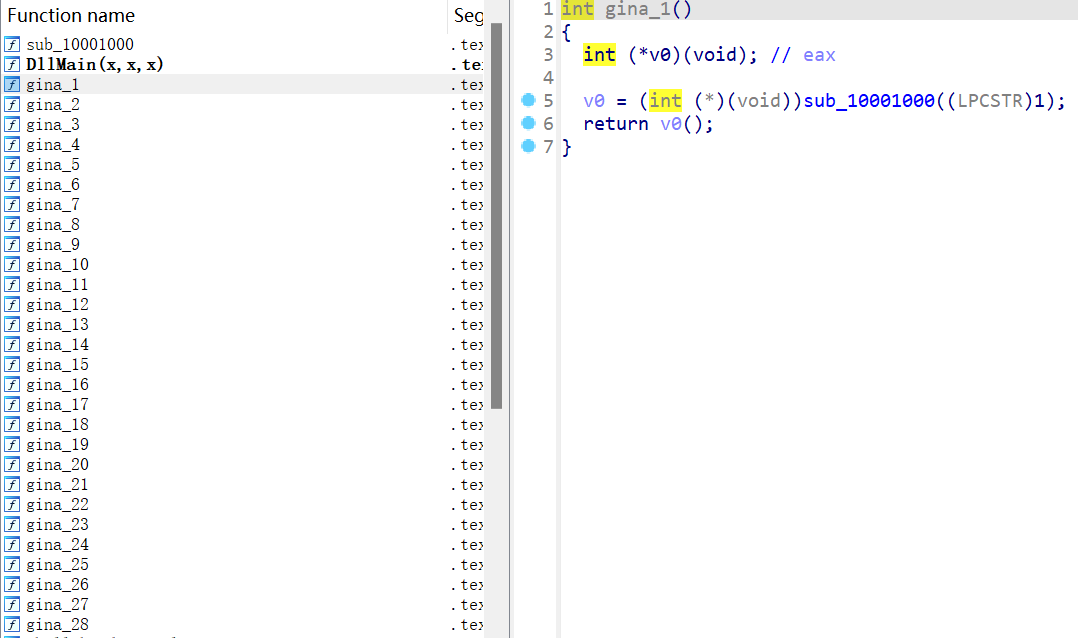 Function name Seg
sub_10001000 .tex
DllMain(x,x,x) .te
gina_1 .tex
gina_2 .tex
gina_3 .tex
gina_4 .tex
gina_5 .tex
gina_6 .tex
gina_7 .tex
gina_8 .tex
gina_9 .tex
gina_10 .tex
gina_11 .tex
gina_12 .tex
gina_13 .tex
gina_14 .tex
gina_15 .tex
gina_16 .tex
gina_17 .tex
gina_18 .tex
gina_19 .tex
gina_20 .tex
gina_21 .tex
gina_22 .tex
gina_23 .tex
gina_24 .tex
gina_25 .tex
gina_26 .tex
gina_27 .tex
gina_28 .tex
1 int gina_1()
2 {
3 int (*v0)(void); // eax
4
5 v0 = (int (*)(void))sub_10001000((LPCSTR)1);
6 return v0();
7 }